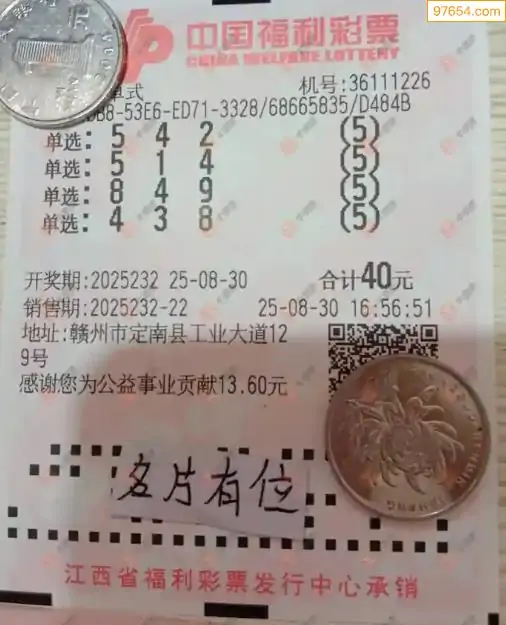 97654.com
中国福利彩票
CHINA WELFARE LOTTERY
单式 机号:36111226
DB8-53E6-ED71-3328/68665835/D484B
单选: 5 4 2 (5)
单选: 5 1 4 (5)
单选: 8 4 9 (5)
单选: 4 3 8 (5)
开奖期:2025232 25-08-30 合计40元
销售期:2025232-22 25-08-30 16:56:51
地址:赣州市定南县工业大道12
9号
感谢您为公益事业贡献13.60元
名片有位
江西省福利彩票发行中心承销